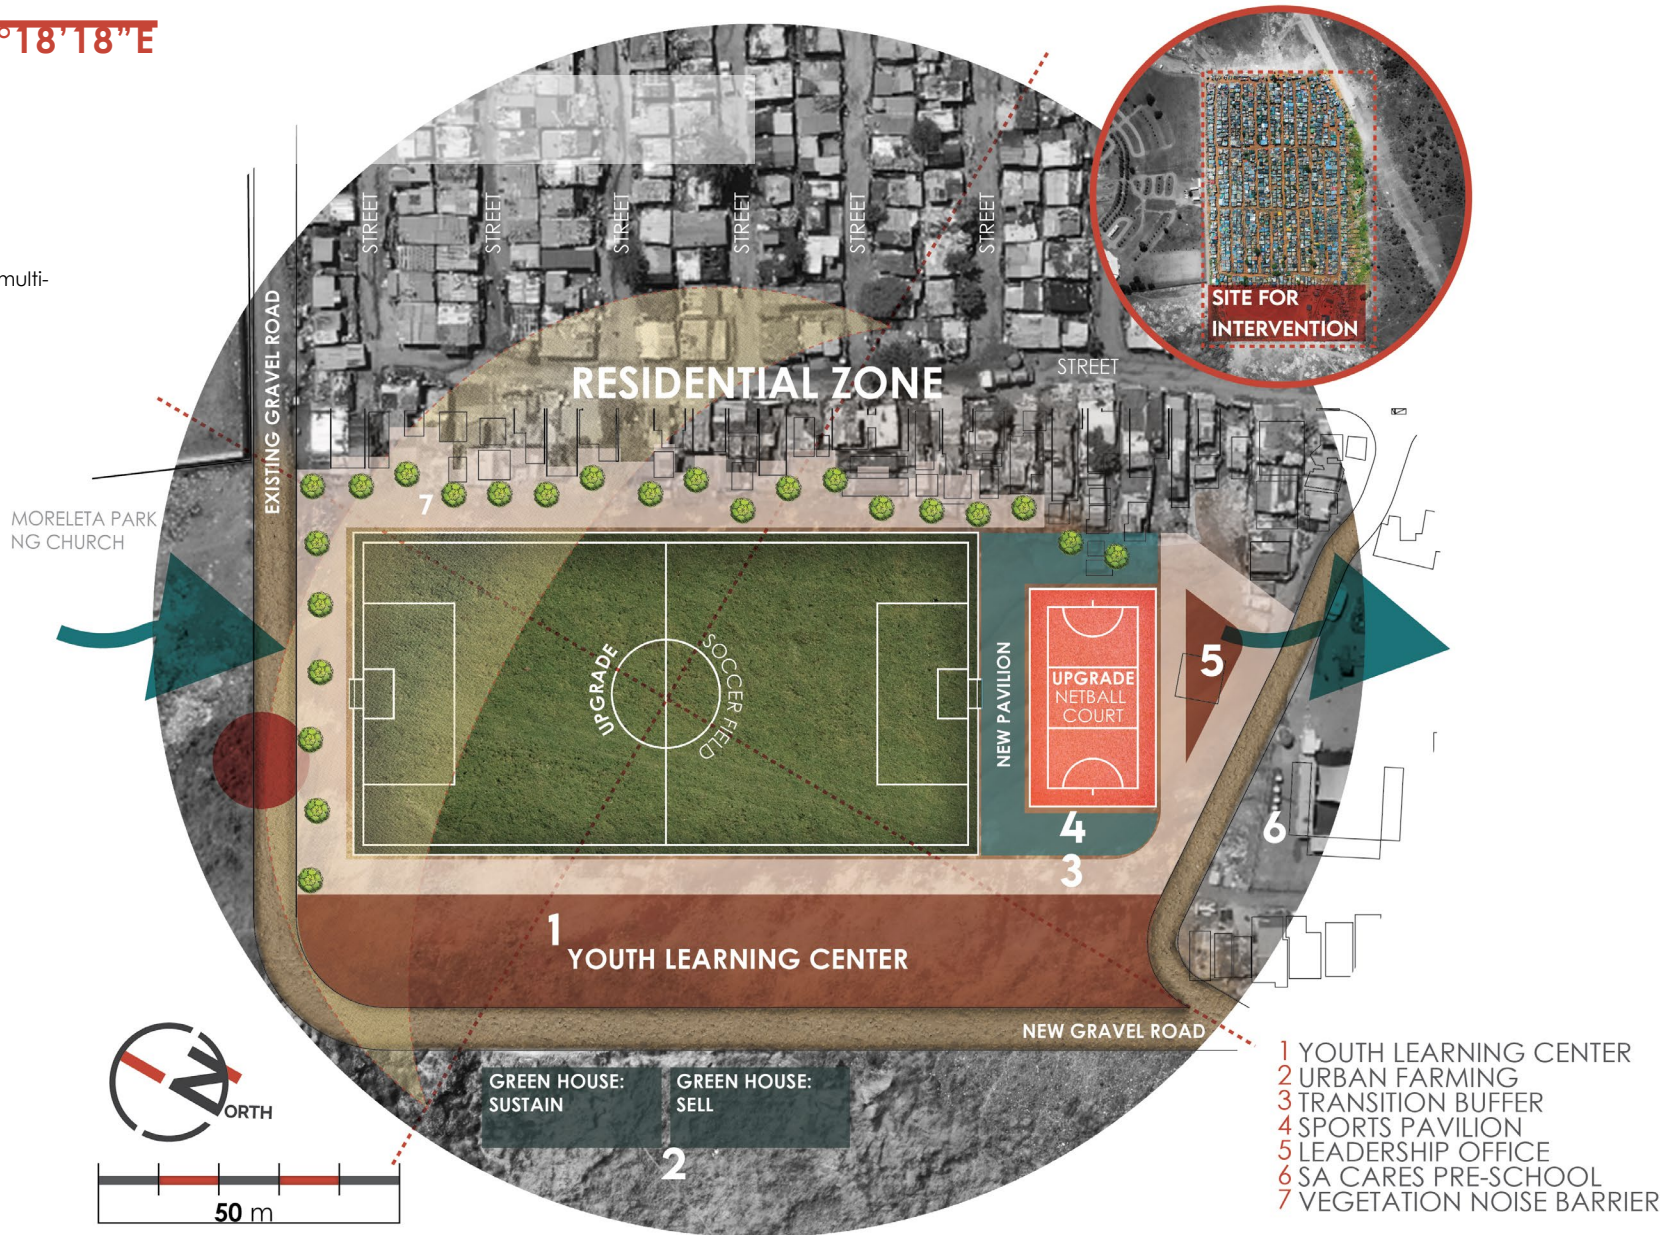 °18’18”E
multi-
SITE FOR
INTERVENTION
STREET
STREET
STREET
STREET
STREET
STREET
STREET
RESIDENTIAL ZONE
EXISTING GRAVEL ROAD
MORELETA PARK
NG CHURCH
7
UPGRADE
SOCCER FIELD
NEW PAVILION
UPGRADE
NETBALL
COURT
5
4
3
6
1
YOUTH LEARNING CENTER
NEW GRAVEL ROAD
GREEN HOUSE:
SUSTAIN
GREEN HOUSE:
SELL
2
NORTH
50 m
1 YOUTH LEARNING CENTER
2 URBAN FARMING
3 TRANSITION BUFFER
4 SPORTS PAVILION
5 LEADERSHIP OFFICE
6 SA CARES PRE-SCHOOL
7 VEGETATION NOISE BARRIER